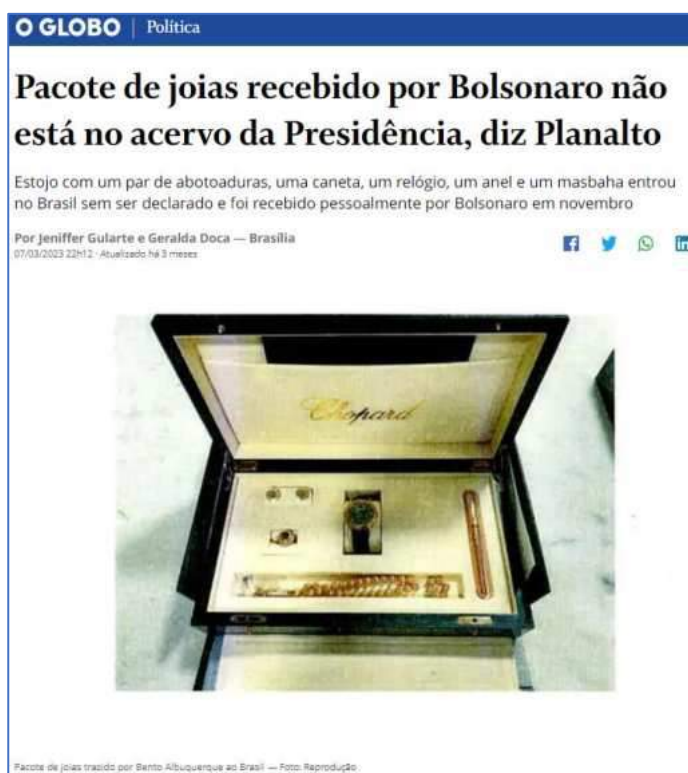 O GLOBO | Política
Pacote de joias recebido por Bolsonaro não
está no acervo da Presidência, diz Planalto
Estojo com um par de abotoaduras, uma caneta, um relógio, um anel e um masbaha entrou
no Brasil sem ser declarado e foi recebido pessoalmente por Bolsonaro em novembro
Por Jeniffer Gularte e Geralda Doca — Brasília
07/03/2023 22h12 · Atualizado há 3 meses
Chopard
Pacote de joias trazido por Bento Albuquerque ao Brasil — Foto: Reprodução